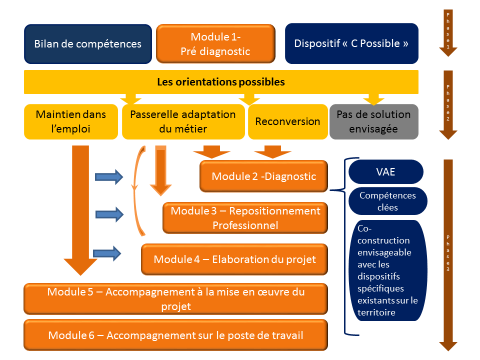 Bilan de compétences
Module 1-
Pré diagnostic
Dispositif « C Possible »
Les orientations possibles
Maintien dans
l'emploi
Passerelle adaptation
du métier
Reconversion
Pas de solution
envisagée
Module 2 -Diagnostic
Module 3 – Repositionnement
Professionnel
Module 4 – Elaboration du projet
Module 5 – Accompagnement à la mise en œuvre du
projet
Module 6 – Accompagnement sur le poste de travail
VAE
Compétences
clées
Co-
construction
envisageable
avec les
dispositifs
spécifiques
existants sur le
territoire